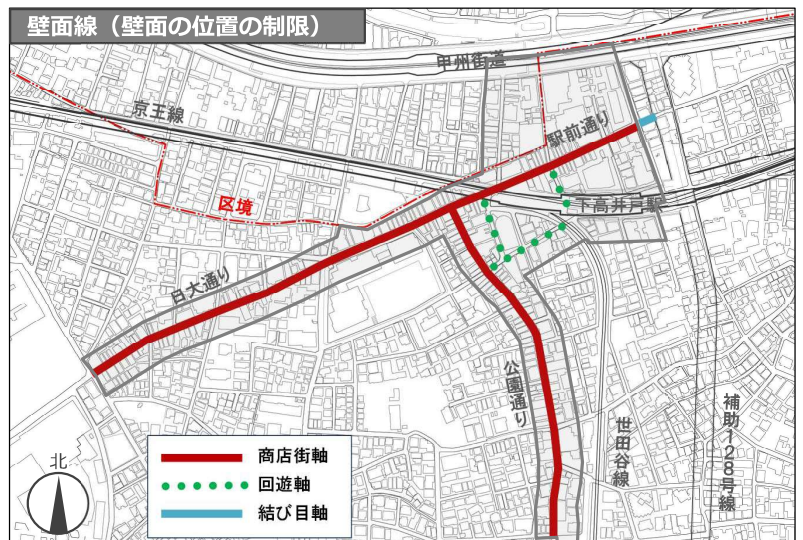 壁面線（壁面の位置の制限）
甲州街道
京王線
駅前通り
区境
下高井戸駅
日大通り
公園通り
世田谷線
補助128号線
北
商店街軸
回遊軸
結び目軸